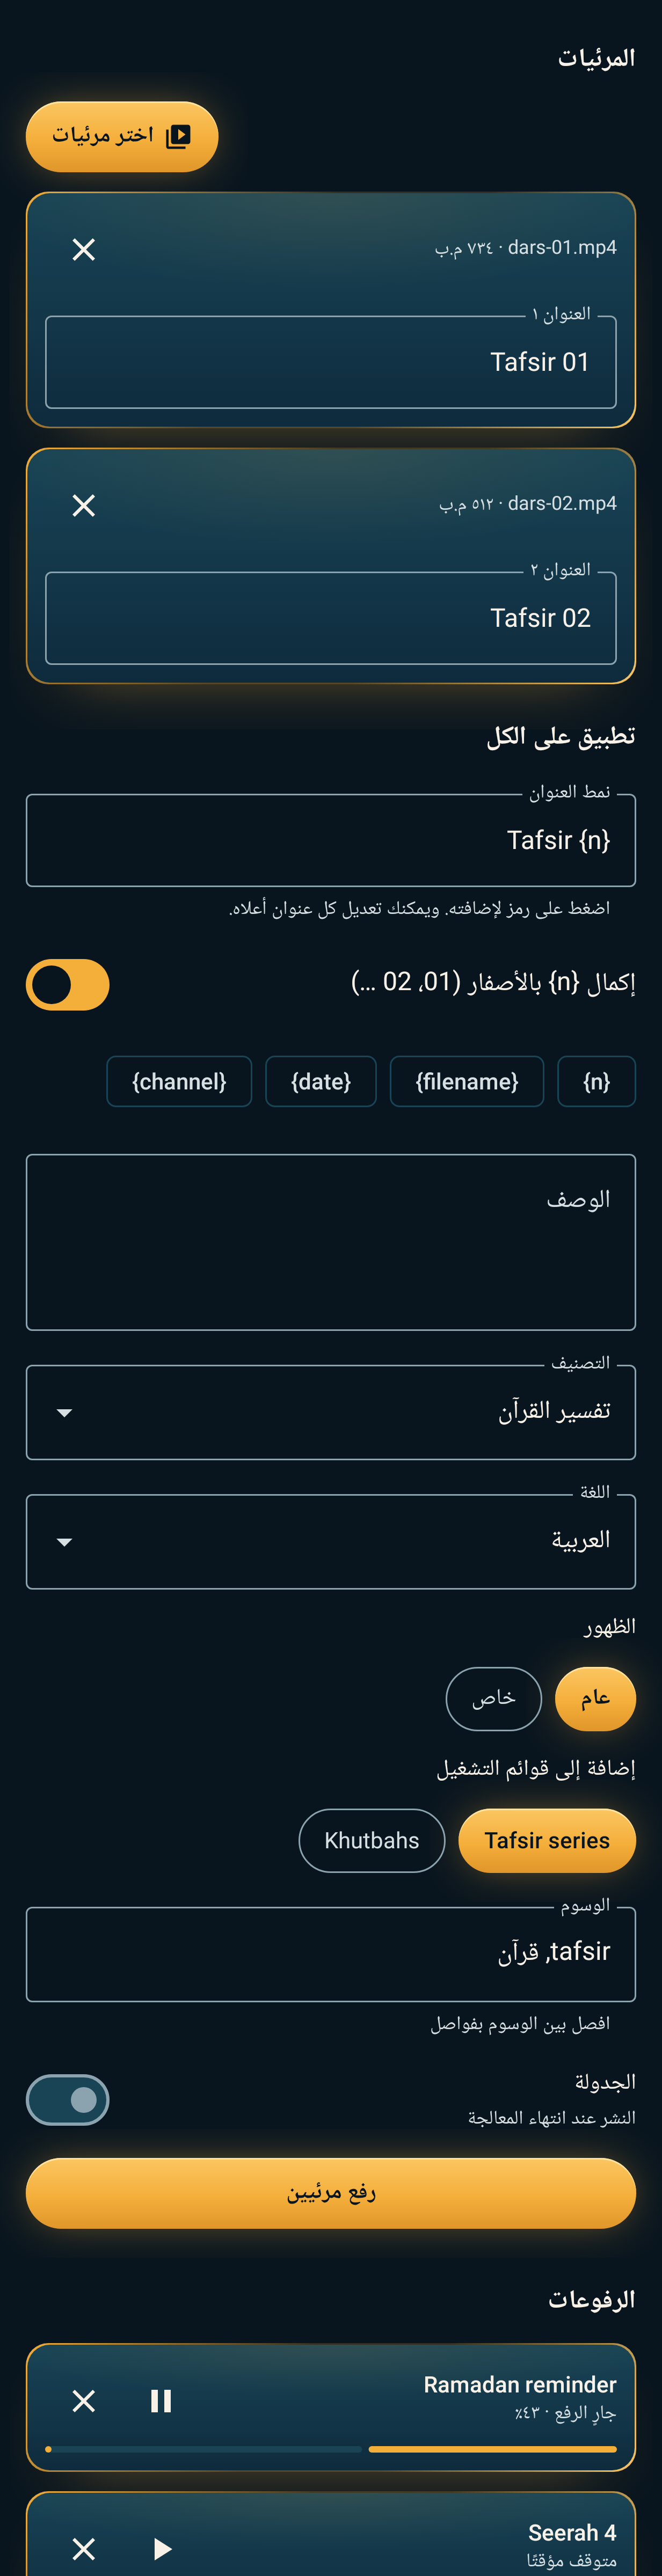 المرئيات
اختر مرئيات
dars-01.mp4 · ٧٣٤ م.ب
العنوان ١
Tafsir 01
dars-02.mp4 · ٥١٢ م.ب
العنوان ٢
Tafsir 02
تطبيق على الكل
نمط العنوان
Tafsir {n}
اضغط على رمز لإضافته. ويمكنك تعديل كل عنوان أعلاه.
إكمال {n} بالأصفار (01، 02 ...)
{n} {filename} {date} {channel}
الوصف
التصنيف
تفسير القرآن
اللغة
العربية
الظهور
عام خاص
إضافة إلى قوائم التشغيل
Tafsir series Khutbahs
الوسوم
tafsir, قرآن
افصل بين الوسوم بفواصل
الجدولة
النشر عند انتهاء المعالجة
رفع مرئيين
الرفوعات
Ramadan reminder
جارٍ الرفع · ٤٣٪
Seerah 4
متوقف مؤقتًا